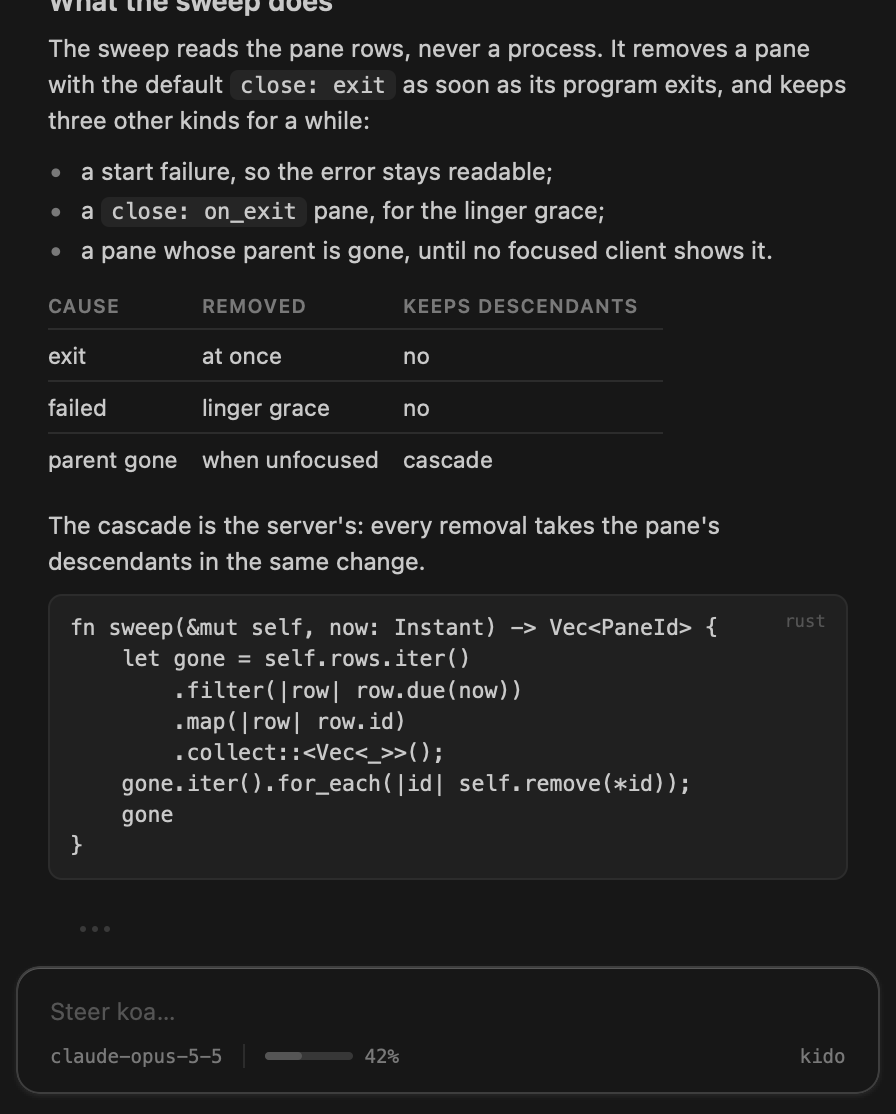 What the sweep does
The sweep reads the pane rows, never a process. It removes a pane
with the default close: exit as soon as its program exits, and keeps
three other kinds for a while:
• a start failure, so the error stays readable;
• a close: on_exit pane, for the linger grace;
• a pane whose parent is gone, until no focused client shows it.
CAUSE REMOVED KEEPS DESCENDANTS
exit at once no
failed linger grace no
parent gone when unfocused cascade
The cascade is the server's: every removal takes the pane's
descendants in the same change.
rust
fn sweep(&mut self, now: Instant) -> Vec<PaneId> {
    let gone = self.rows.iter()
        .filter(|row| row.due(now))
        .map(|row| row.id)
        .collect::<Vec<_>>();
    gone.iter().for_each(|id| self.remove(*id));
    gone
}
Steer koa...
claude-opus-5-5 42% kido